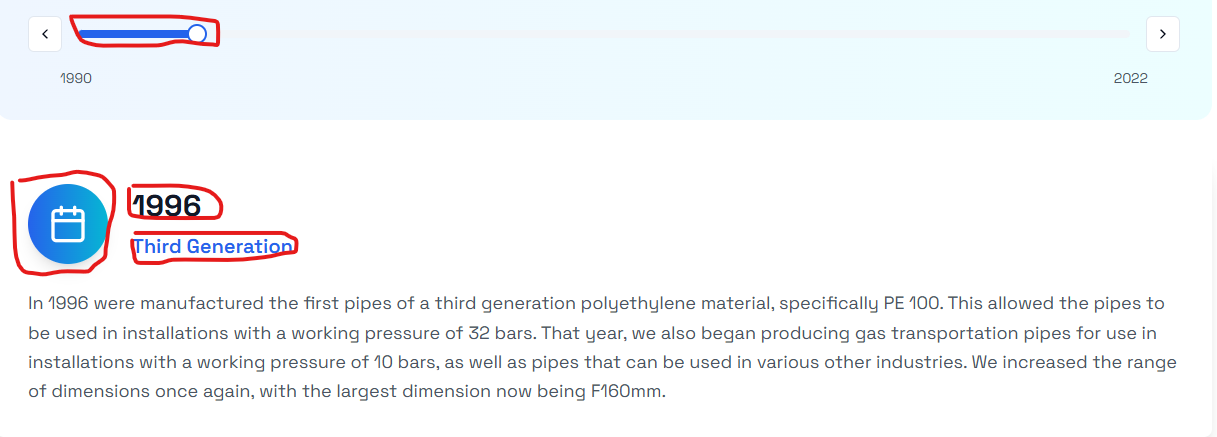 1990
2022
1996
Third Generation
In 1996 were manufactured the first pipes of a third generation polyethylene material, specifically PE 100. This allowed the pipes to
be used in installations with a working pressure of 32 bars. That year, we also began producing gas transportation pipes for use in
installations with a working pressure of 10 bars, as well as pipes that can be used in various other industries. We increased the range
of dimensions once again, with the largest dimension now being F160mm.